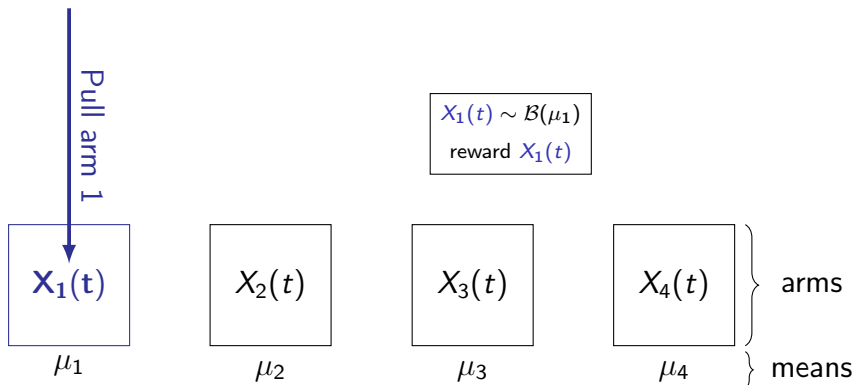 Pull arm 1
X₁(t) ∼ ℬ(μ₁)
reward X₁(t)
X₁(t) X₂(t) X₃(t) X₄(t) arms
μ₁ μ₂ μ₃ μ₄ means